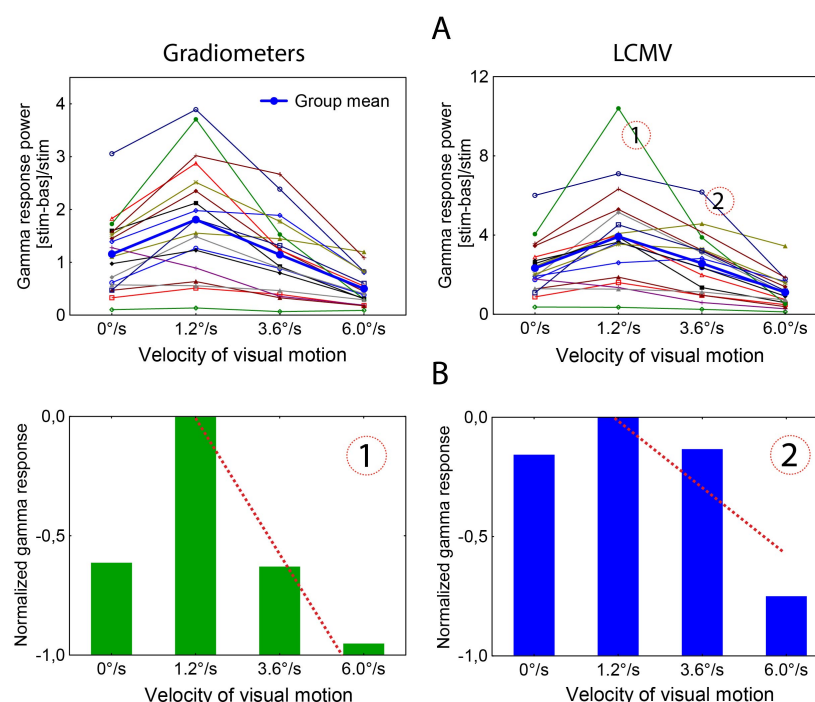 A
Gradiometers
LCMV
Gamma response power
[stim-bas]/stim
4
3
2
1
0
Group mean
0°/s
1.2°/s
3.6°/s
6.0°/s
Velocity of visual motion
Gamma response power
[stim-bas]/stim
12
8
4
0
1
2
0°/s
1.2°/s
3.6°/s
6.0°/s
Velocity of visual motion
B
Normalized gamma response
0,0
-0,5
-1,0
1
0°/s
1.2°/s
3.6°/s
6.0°/s
Velocity of visual motion
Normalized gamma response
0,0
-0,5
-1,0
2
0°/s
1.2°/s
3.6°/s
6.0°/s
Velocity of visual motion